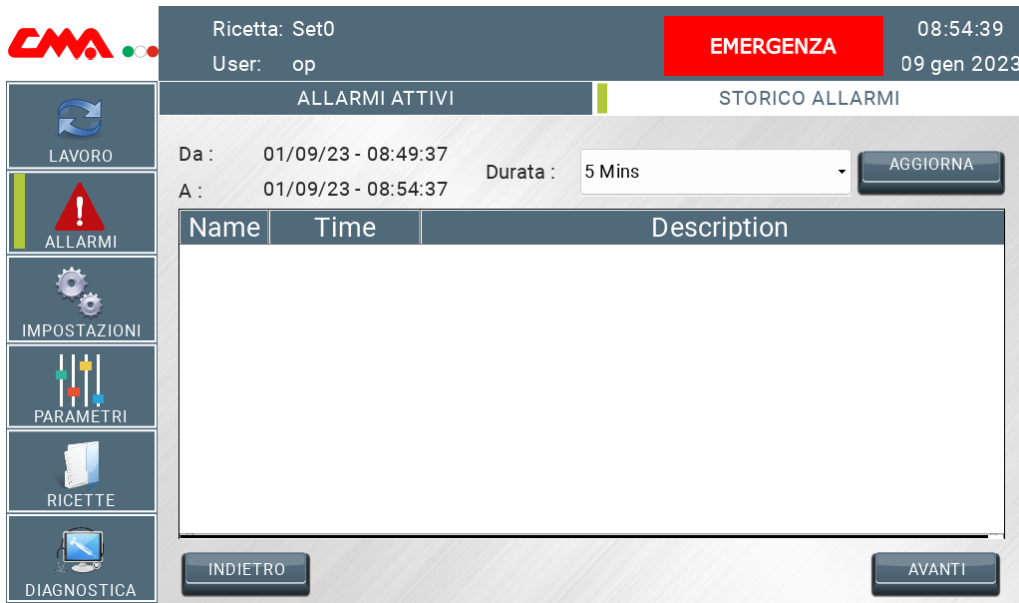 CMA
Ricetta: Set0
User: op
EMERGENZA
08:54:39
09 gen 2023
LAVORO
ALLARMI
IMPOSTAZIONI
PARAMETRI
RICETTE
DIAGNOSTICA
ALLARMI ATTIVI
STORICO ALLARMI
Da : 01/09/23 - 08:49:37
A : 01/09/23 - 08:54:37
Durata : 5 Mins
AGGIORNA
Name Time Description
INDIETRO
AVANTI